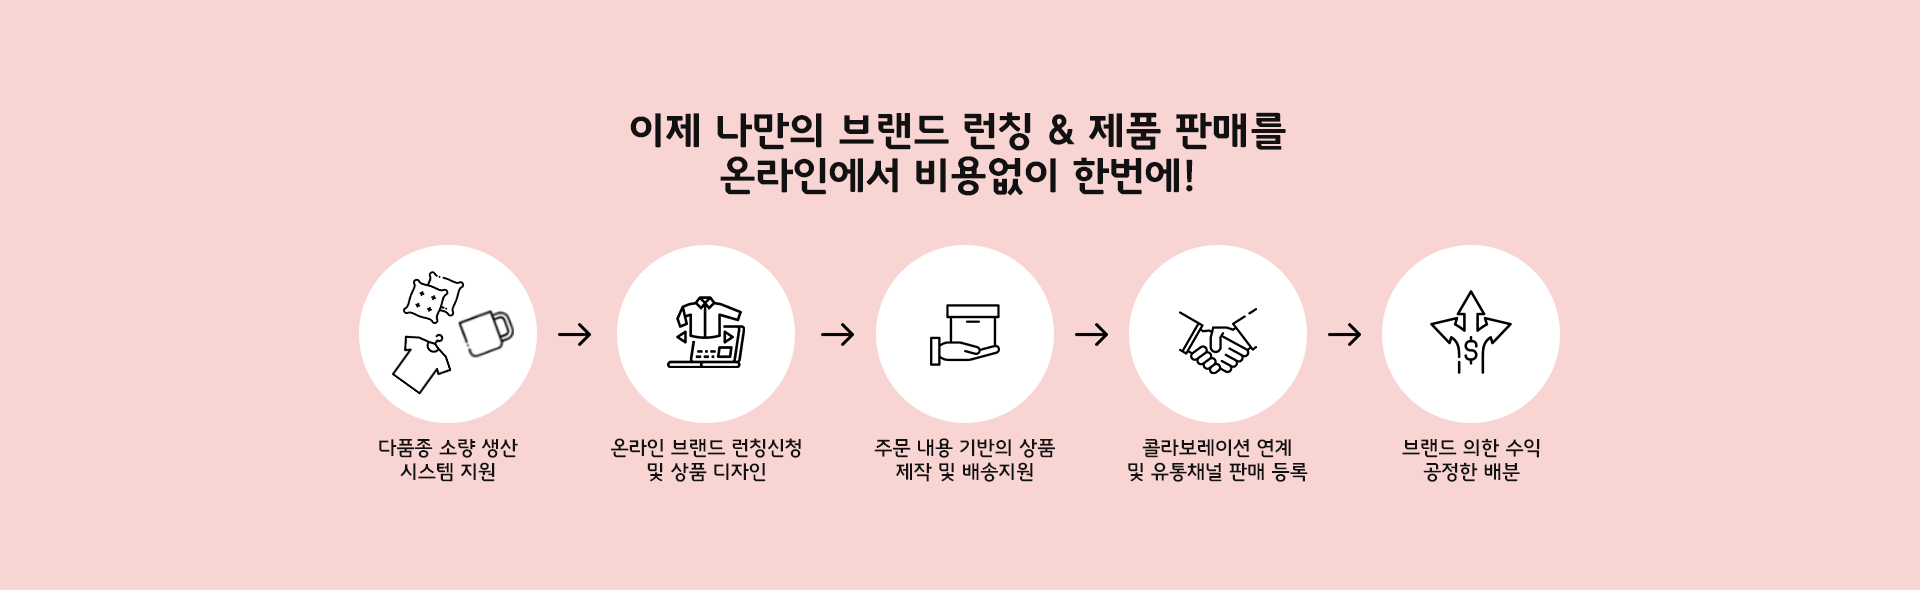 이제 나만의 브랜드 런칭 & 제품 판매를
온라인에서 비용없이 한번에!
다품종 소량 생산
시스템 지원
온라인 브랜드 런칭신청
및 상품 디자인
주문 내용 기반의 상품
제작 및 배송지원
콜라보레이션 연계
및 유통채널 판매 등록
브랜드 의한 수익
공정한 배분